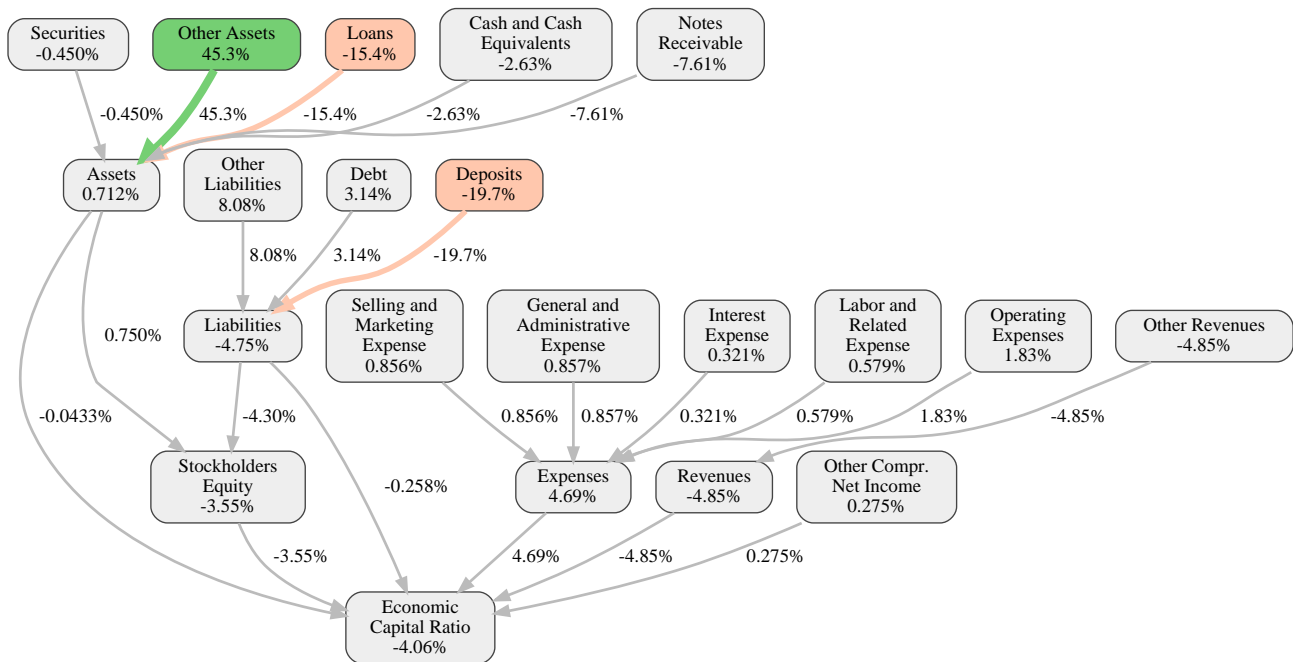 Securities
-0.450%
Other Assets
45.3%
Loans
-15.4%
Cash and Cash
Equivalents
-2.63%
Notes
Receivable
-7.61%
-0.450%
45.3%
-15.4%
-2.63%
-7.61%
Assets
0.712%
Other
Liabilities
8.08%
Debt
3.14%
Deposits
-19.7%
8.08%
3.14%
-19.7%
0.750%
Liabilities
-4.75%
Selling and
Marketing
Expense
0.856%
General and
Administrative
Expense
0.857%
Interest
Expense
0.321%
Labor and
Related
Expense
0.579%
Operating
Expenses
1.83%
Other Revenues
-4.85%
-0.0433%
-4.30%
0.856%
0.857%
0.321%
0.579%
1.83%
-4.85%
Stockholders
Equity
-3.55%
-0.258%
Expenses
4.69%
Revenues
-4.85%
Other Compr.
Net Income
0.275%
-3.55%
4.69%
-4.85%
0.275%
Economic
Capital Ratio
-4.06%